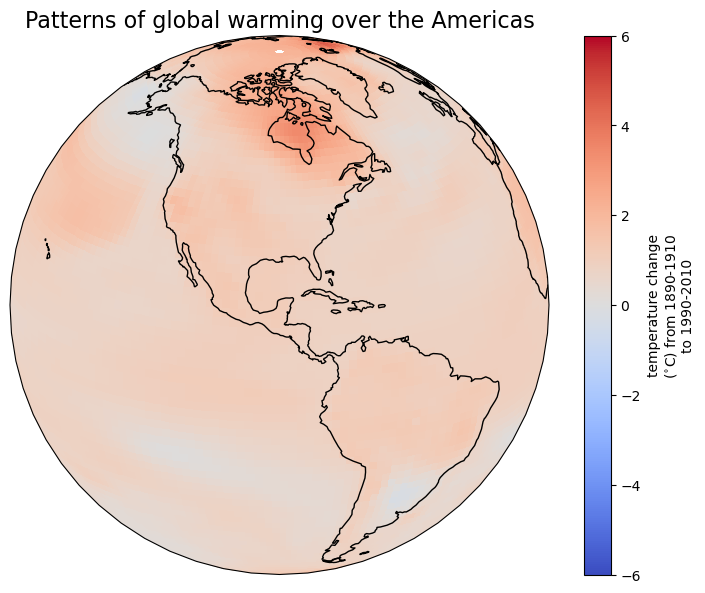 Patterns of global warming over the Americas
6
4
2
0
−2
−4
−6
temperature change
(°C) from 1890-1910
to 1990-2010